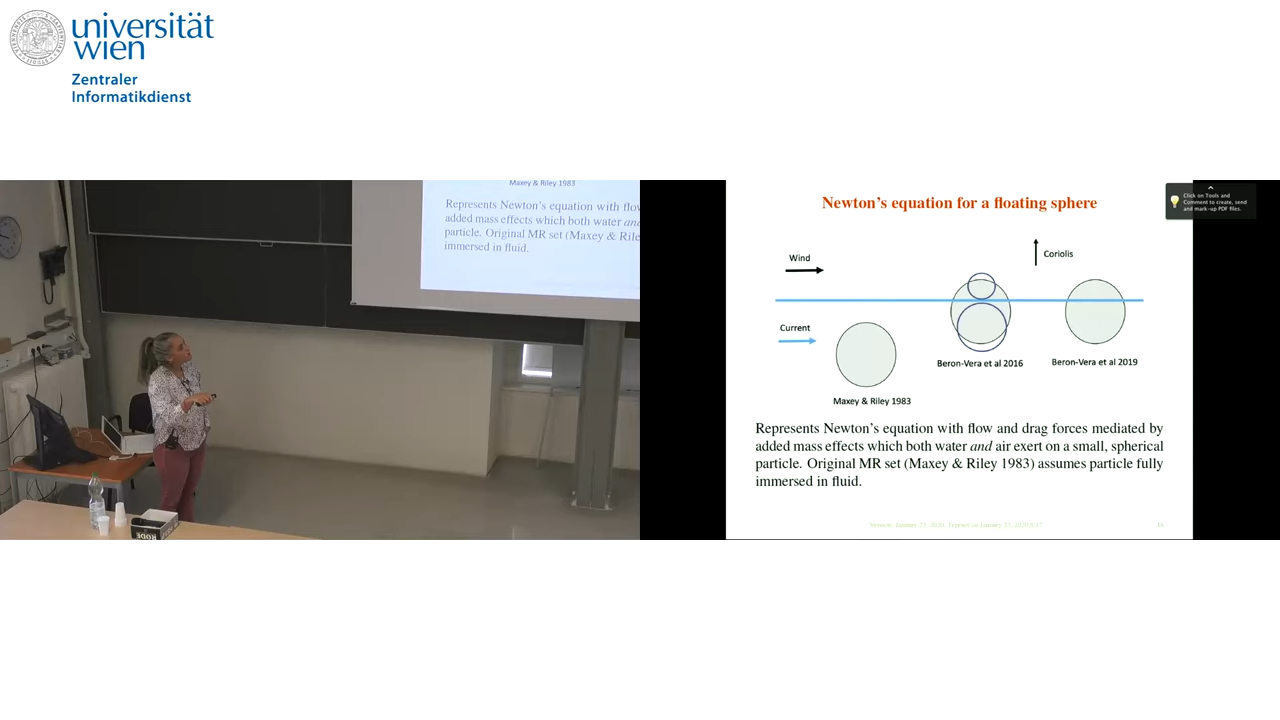 universität
wien
Zentraler
Informatikdienst
Maxey & Riley 1983
Represents Newton's equation with flow
added mass effects which both water and
particle. Original MR set (Maxey & Rile
immersed in fluid.
RODE
Newton's equation for a floating sphere
Click on Tools and
Comment to create, send
and mark-up PDF files.
Wind
Coriolis
Current
Beron-Vera et al 2016
Beron-Vera et al 2019
Maxey & Riley 1983
Represents Newton's equation with flow and drag forces mediated by
added mass effects which both water and air exert on a small, spherical
particle. Original MR set (Maxey & Riley 1983) assumes particle fully
immersed in fluid.